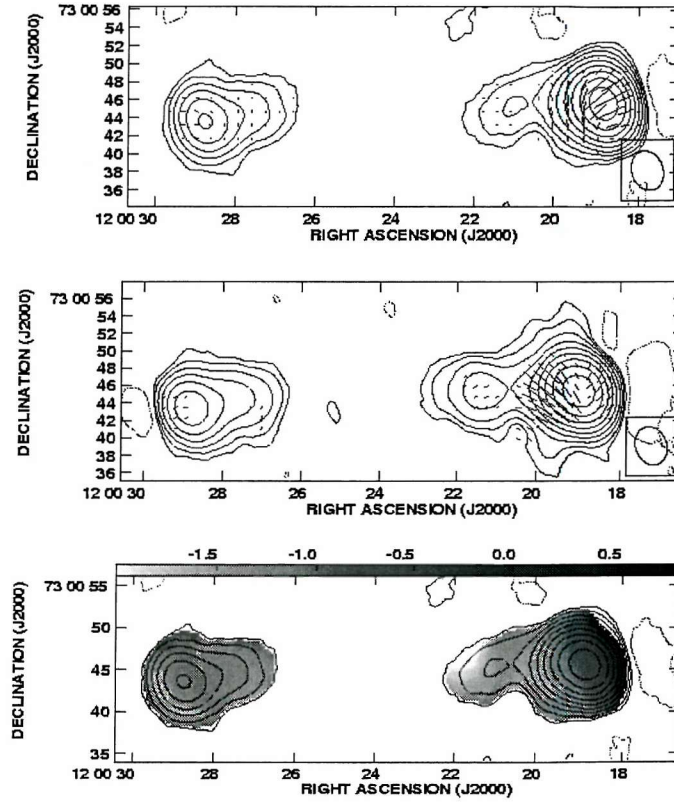 73 00 56
54
52
50
48
46
44
42
40
38
36
DECLINATION (J2000)
12 00 30 28 26 24 22 20 18
RIGHT ASCENSION (J2000)
73 00 56
54
52
50
48
46
44
42
40
38
36
DECLINATION (J2000)
12 00 30 28 26 24 22 20 18
RIGHT ASCENSION (J2000)
-1.5 -1.0 -0.5 0.0 0.5
73 00 55
50
45
40
35
DECLINATION (J2000)
12 00 30 28 26 24 22 20 18
RIGHT ASCENSION (J2000)